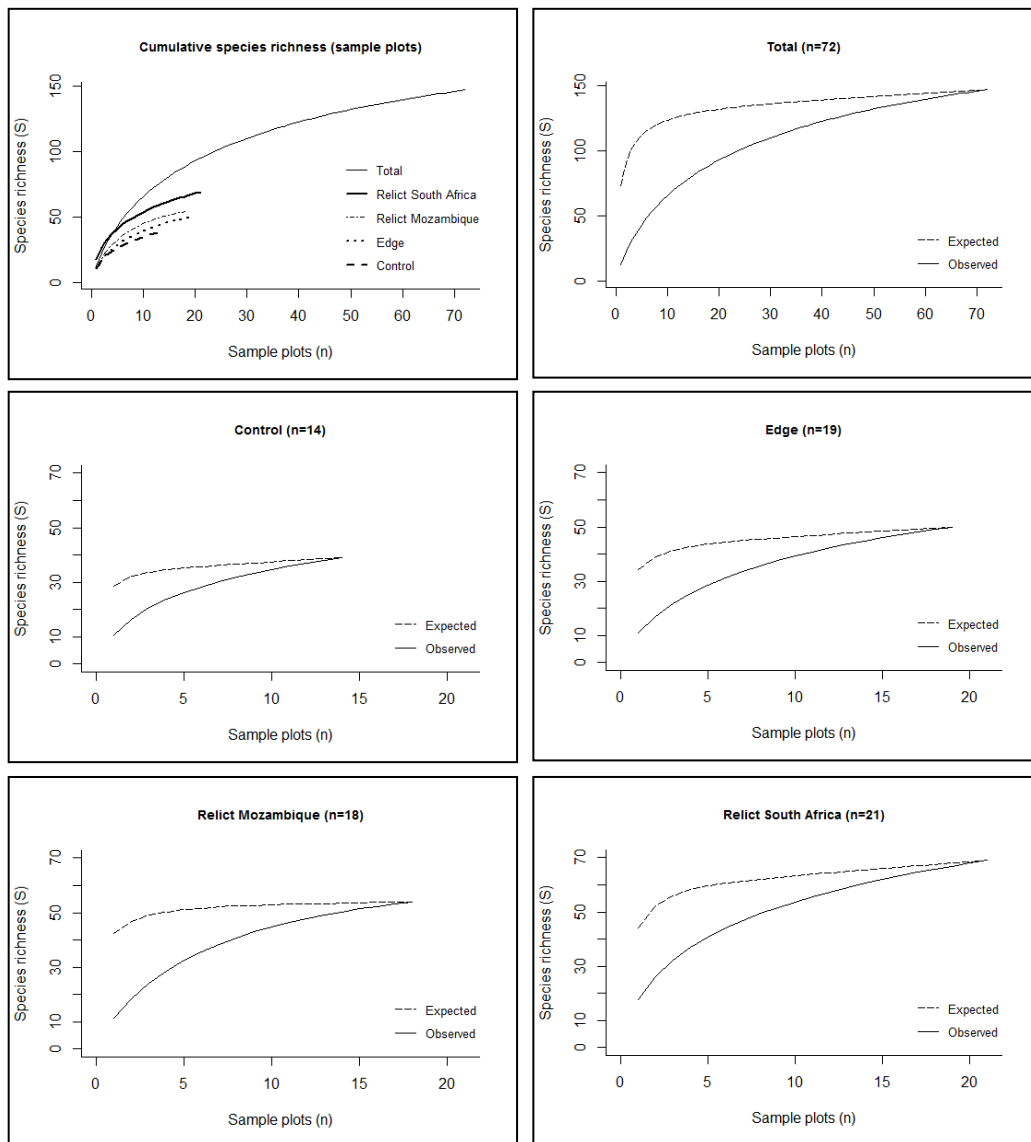 Cumulative species richness (sample plots)
Species richness (S)
150
100
50
0
Total
Relict South Africa
Relict Mozambique
Edge
Control
0 10 20 30 40 50 60 70
Sample plots (n)
Total (n=72)
Species richness (S)
150
100
50
0
Expected
Observed
0 10 20 30 40 50 60 70
Sample plots (n)
Control (n=14)
Species richness (S)
70
50
30
10
0
Expected
Observed
0 5 10 15 20
Sample plots (n)
Edge (n=19)
Species richness (S)
70
50
30
10
0
Expected
Observed
0 5 10 15 20
Sample plots (n)
Relict Mozambique (n=18)
Species richness (S)
70
50
30
10
0
Expected
Observed
0 5 10 15 20
Sample plots (n)
Relict South Africa (n=21)
Species richness (S)
70
50
30
10
0
Expected
Observed
0 5 10 15 20
Sample plots (n)